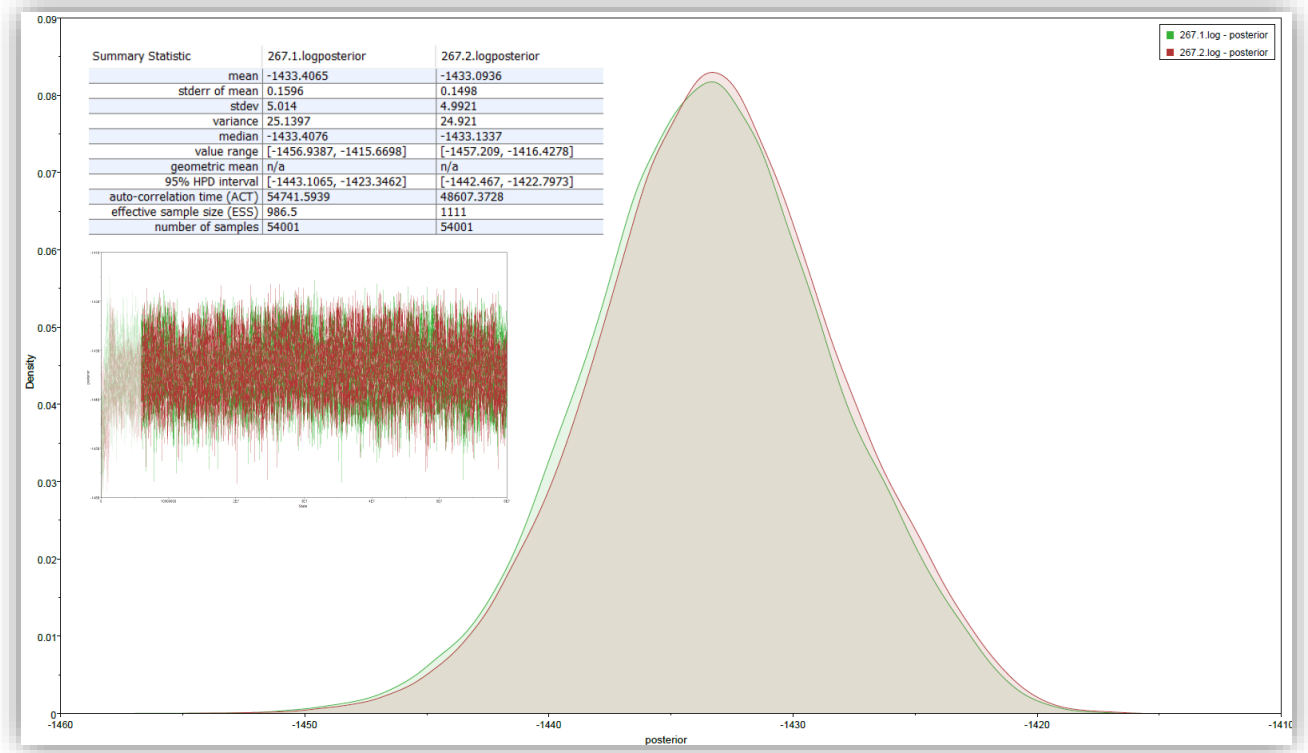 0.09
267.1.log - posterior
267.2.log - posterior
Summary Statistic 267.1.logposterior 267.2.logposterior
mean -1433.4065 -1433.0936
stderr of mean 0.1596 0.1498
stdev 5.014 4.9921
variance 25.1397 24.921
median -1433.4076 -1433.1337
value range [-1456.9387, -1415.6698] [-1457.209, -1416.4278]
geometric mean n/a n/a
95% HPD interval [-1443.1065, -1423.3462] [-1442.467, -1422.7973]
auto-correlation time (ACT) 54741.5939 48607.3728
effective sample size (ESS) 986.5 1111
number of samples 54001 54001
0.08
0.07
0.06
0.05
Density
0.04
0.03
0.02
0.01
0
-1460 -1450 -1440 -1430 -1420 -1410
posterior